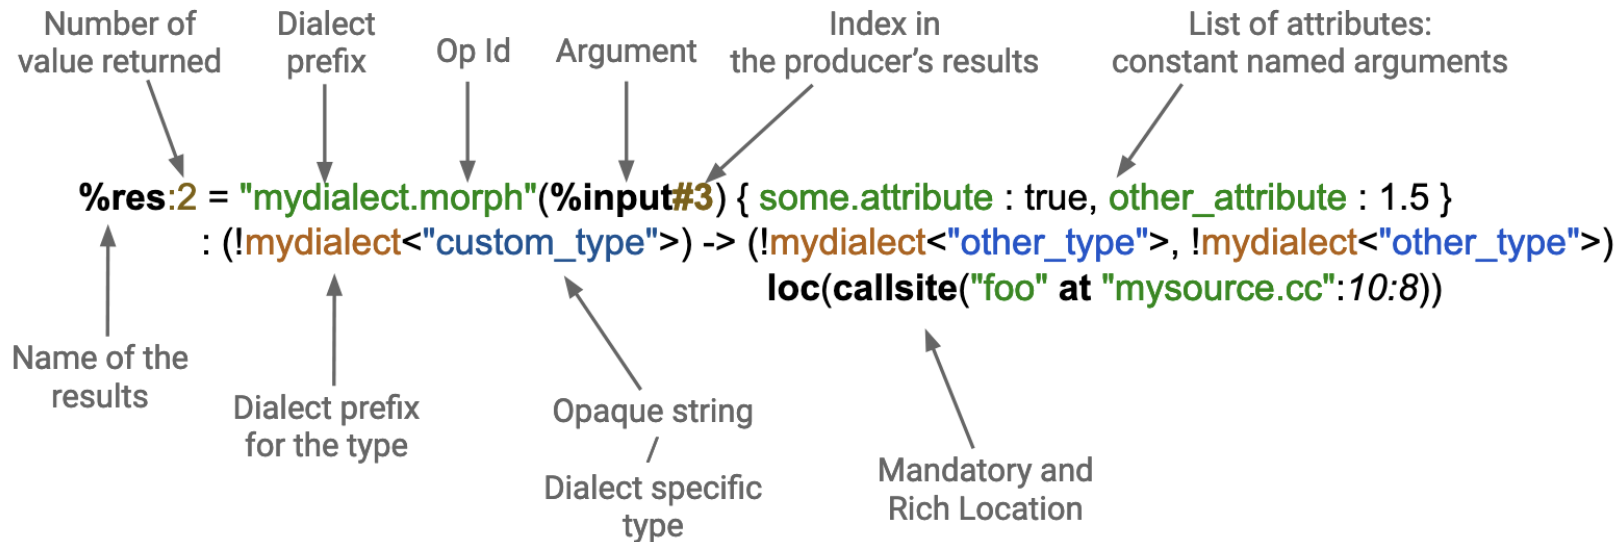 Number of
value returned
Dialect
prefix
Op Id
Argument
Index in
the producer’s results
List of attributes:
constant named arguments
%res:2 = "mydialect.morph"(%input#3) { some.attribute : true, other_attribute : 1.5 }
: (!mydialect<"custom_type">) -> (!mydialect<"other_type">, !mydialect<"other_type">)
loc(callsite("foo" at "mysource.cc":10:8))
Name of the
results
Dialect prefix
for the type
Opaque string
/
Dialect specific
type
Mandatory and
Rich Location